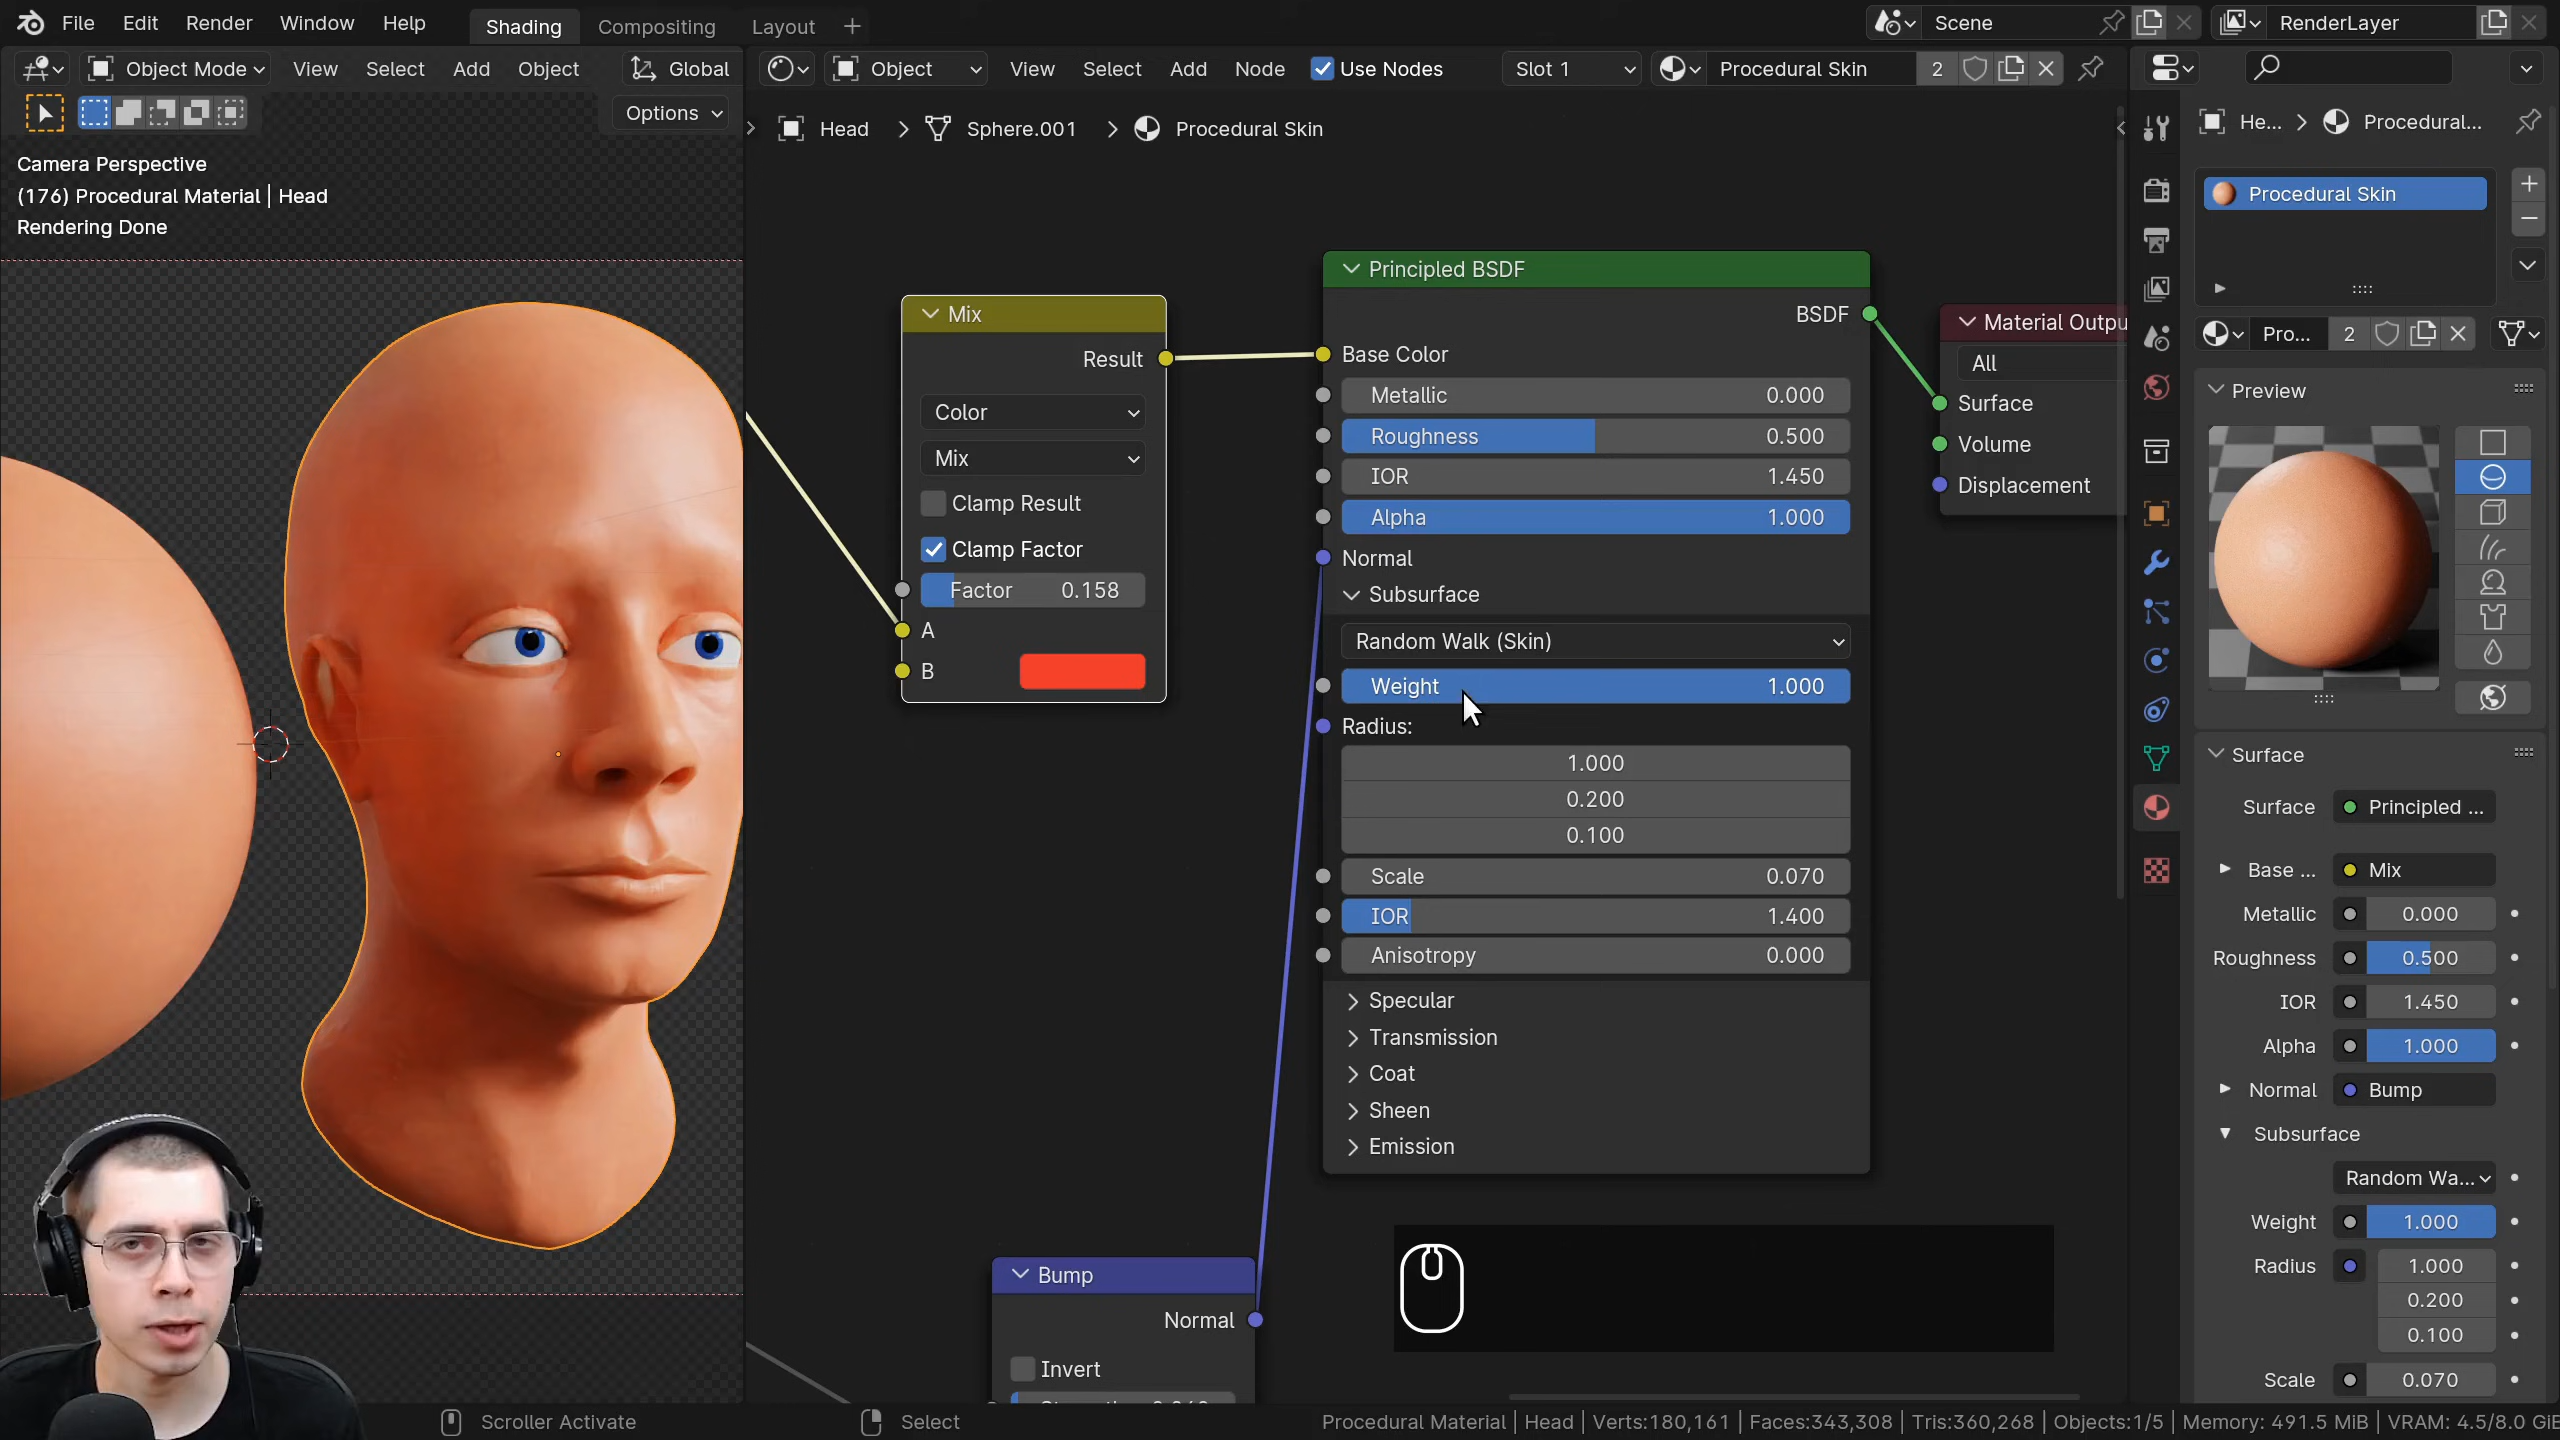 File Edit Render Window Help Shading Compositing Layout + Scene RenderLayer
Object Mode View Select Add Object Global Object View Select Add Node Use Nodes Slot 1 Procedural Skin 2
Options
Head > Sphere.001 > Procedural Skin
He... > Procedural...
Camera Perspective
(176) Procedural Material | Head
Rendering Done
Mix
Result
Color
Mix
Clamp Result
Clamp Factor
Factor 0.158
A
B
Principled BSDF
BSDF
Base Color
Metallic 0.000
Roughness 0.500
IOR 1.450
Alpha 1.000
Normal
Subsurface
Random Walk (Skin)
Weight 1.000
Radius:
1.000
0.200
0.100
Scale 0.070
IOR 1.400
Anisotropy 0.000
Specular
Transmission
Coat
Sheen
Emission
Material Outpu
All
Surface
Volume
Displacement
Bump
Normal
Invert
Procedural Skin
Pro... 2
Preview
Surface
Surface Principled ...
Base ... Mix
Metallic 0.000
Roughness 0.500
IOR 1.450
Alpha 1.000
Normal Bump
Subsurface
Random Wa...
Weight 1.000
Radius 1.000
0.200
0.100
Scale 0.070
Scroller Activate Select Procedural Material | Head | Verts:180,161 | Faces:343,308 | Tris:360,268 | Objects:1/5 | Memory: 491.5 MiB | VRAM: 4.5/8.0 GiB